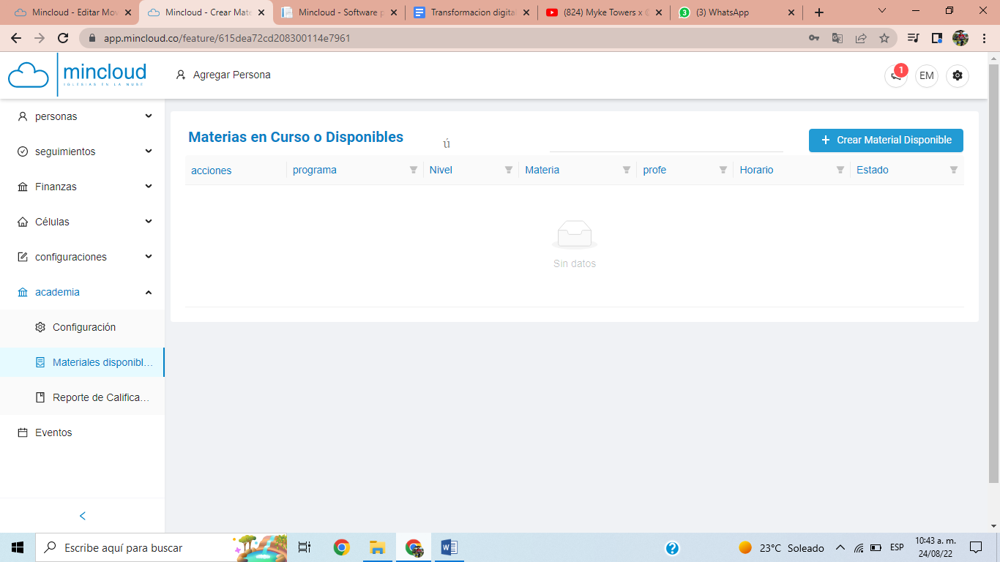 Mincloud - Editar Mov
Mincloud - Crear Mate
Mincloud - Software p
Transformacion digital
(824) Myke Towers x
3
(3) WhatsApp
app.mincloud.co/feature/615dea72cd208300114e7961
mincloud
IGLESIAS EN LA NUBE
Agregar Persona
1
EM
personas
seguimientos
Finanzas
Células
configuraciones
academia
Configuración
Materiales disponibl...
Reporte de Califica...
Eventos
Materias en Curso o Disponibles
ú
+ Crear Material Disponible
acciones programa Nivel Materia profe Horario Estado
Sin datos
Escribe aquí para buscar
23°C Soleado
ESP
10:43 a. m.
24/08/22